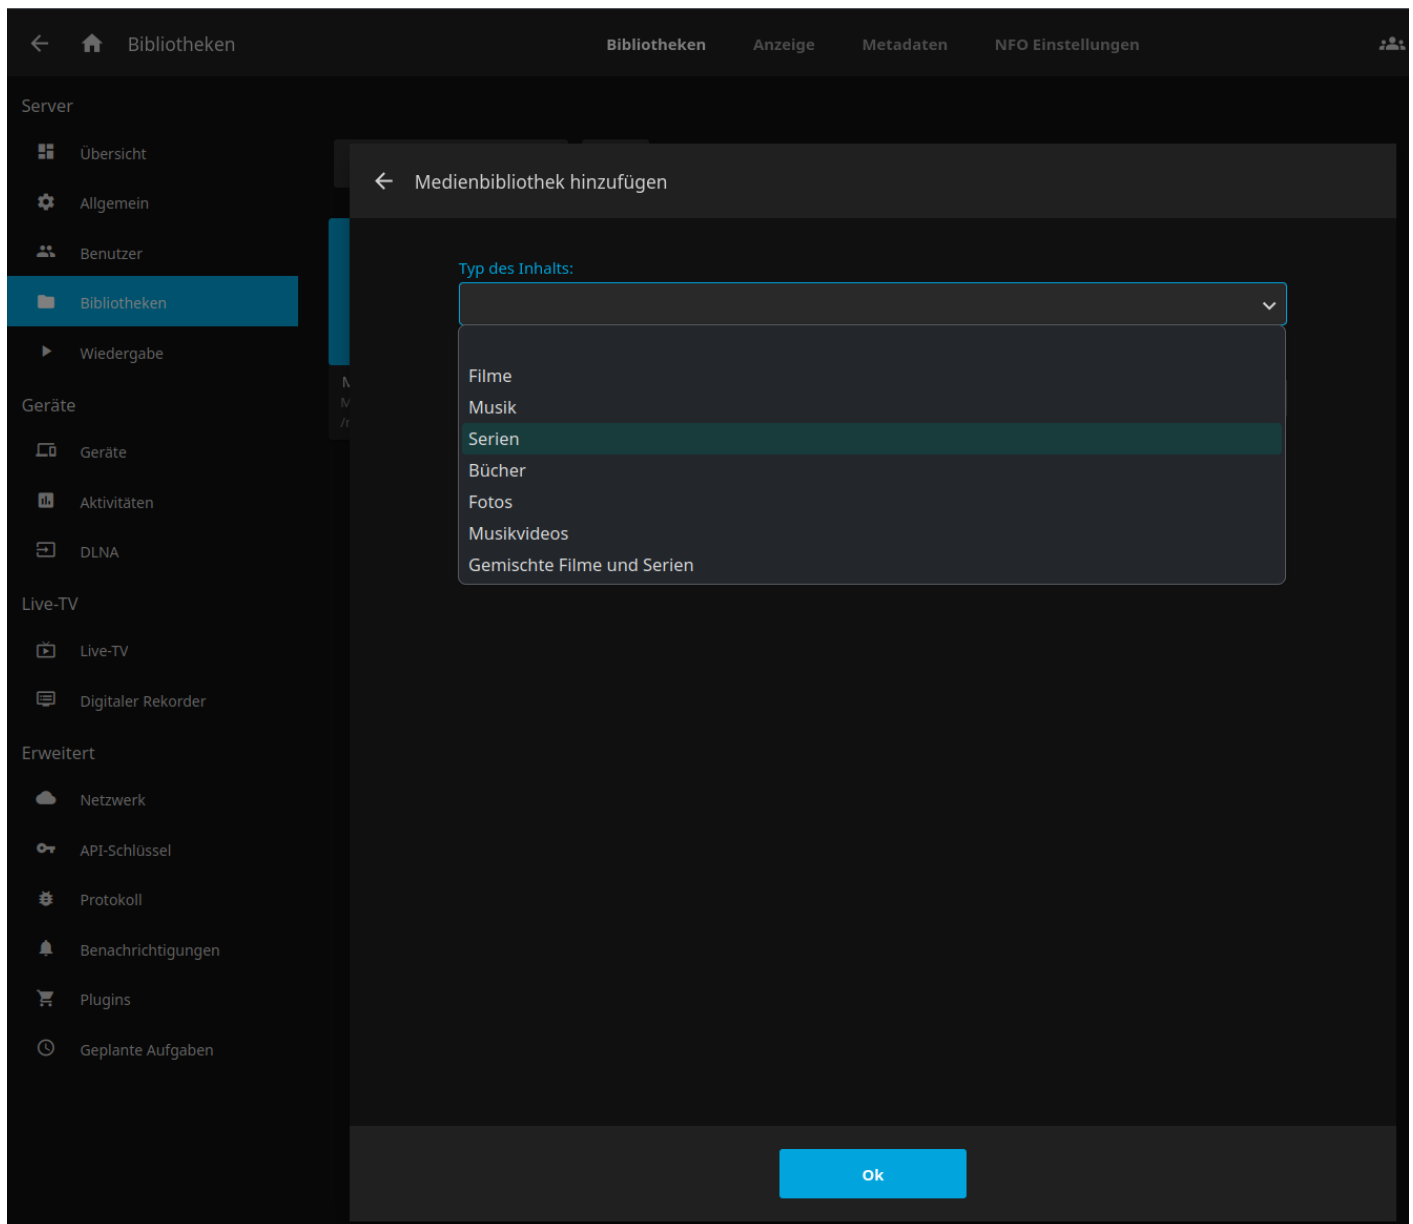 Bibliotheken
Bibliotheken Anzeige Metadaten NFO Einstellungen
Server
Übersicht
Allgemein
Benutzer
Bibliotheken
Wiedergabe
Geräte
Geräte
Aktivitäten
DLNA
Live-TV
Live-TV
Digitaler Rekorder
Erweitert
Netzwerk
API-Schlüssel
Protokoll
Benachrichtigungen
Plugins
Geplante Aufgaben
Medienbibliothek hinzufügen
Typ des Inhalts:
Filme
Musik
Serien
Bücher
Fotos
Musikvideos
Gemischte Filme und Serien
Ok